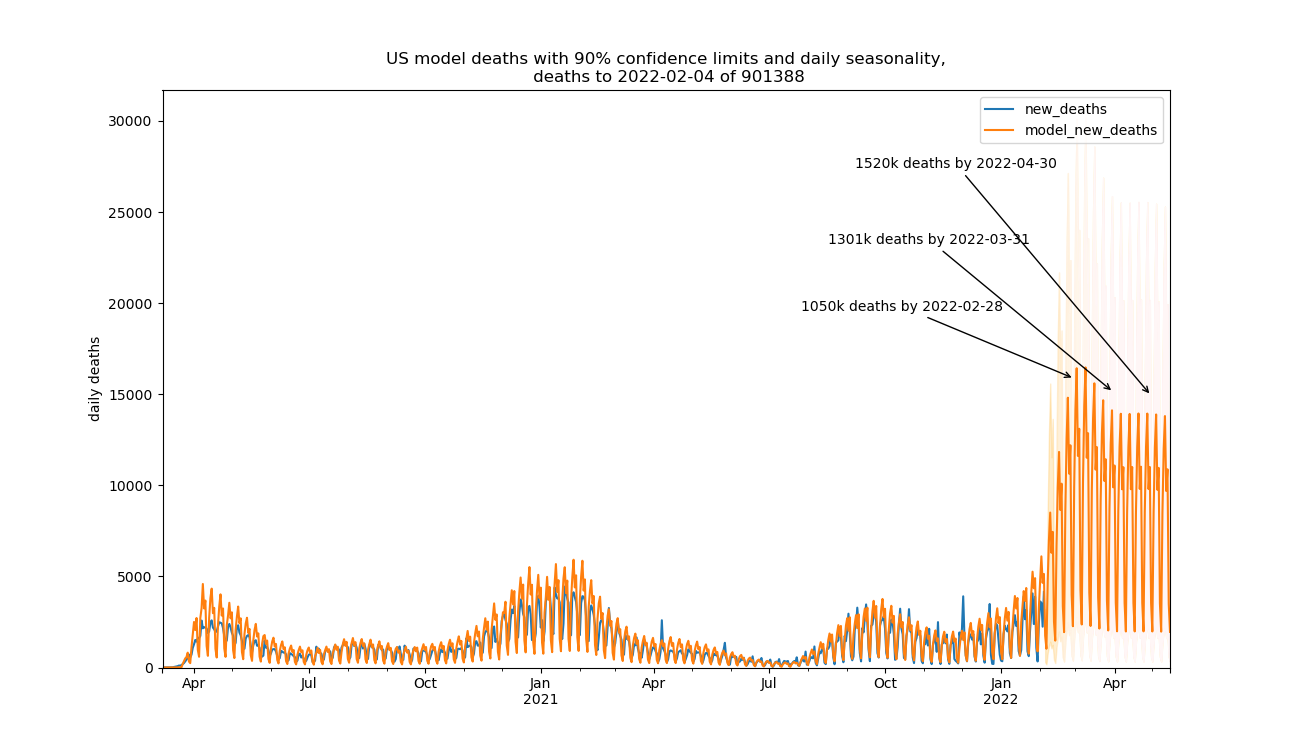 US model deaths with 90% confidence limits and daily seasonality,
deaths to 2022-02-04 of 901388
new_deaths
model_new_deaths
1520k deaths by 2022-04-30
1301k deaths by 2022-03-31
1050k deaths by 2022-02-28
daily deaths
30000
25000
20000
15000
10000
5000
0
Apr
Jul
Oct
Jan
2021
Apr
Jul
Oct
Jan
2022
Apr